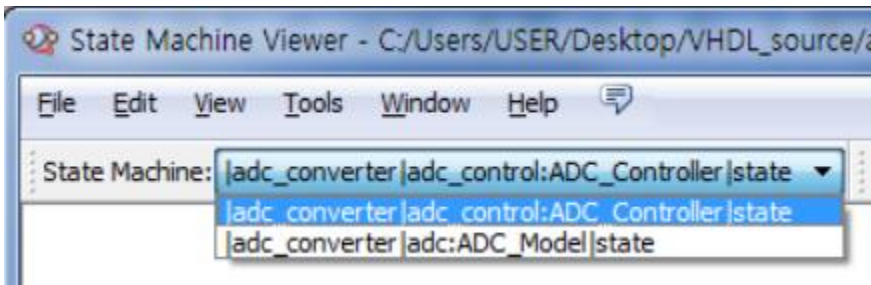 State Machine Viewer - C:/Users/USER/Desktop/VHDL_source/a
File Edit View Tools Window Help
State Machine: |adc_converter|adc_control:ADC_Controller|state
|adc_converter|adc_control:ADC_Controller|state
|adc_converter|adc:ADC_Model|state